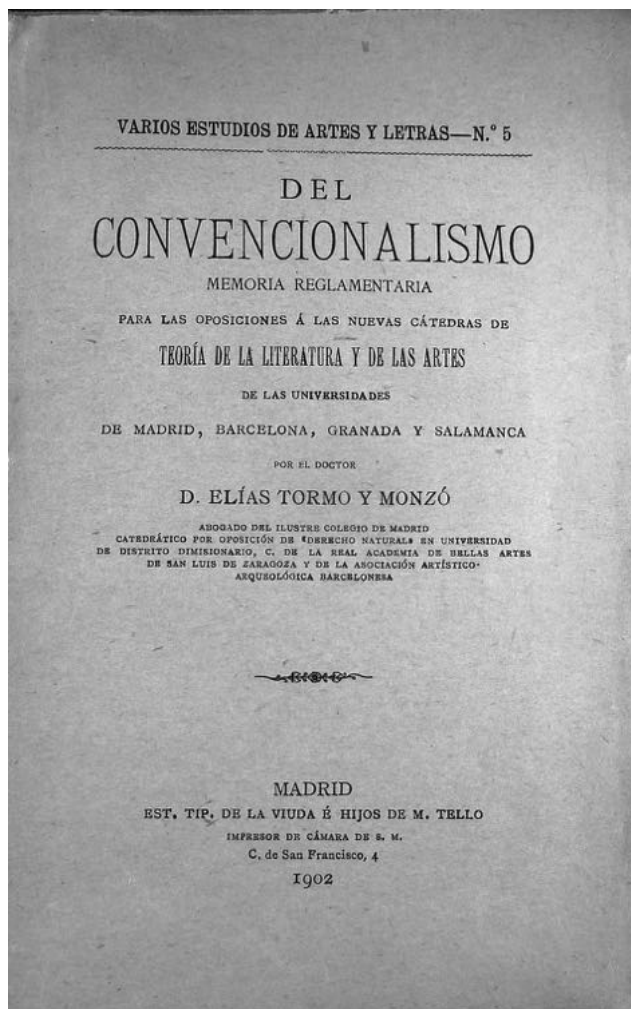 VARIOS ESTUDIOS DE ARTES Y LETRAS—N.º 5
DEL
CONVENCIONALISMO
MEMORIA REGLAMENTARIA
PARA LAS OPOSICIONES Á LAS NUEVAS CÁTEDRAS DE
TEORÍA DE LA LITERATURA Y DE LAS ARTES
DE LAS UNIVERSIDADES
DE MADRID, BARCELONA, GRANADA Y SALAMANCA
POR EL DOCTOR
D. ELÍAS TORMO Y MONZÓ
ABOGADO DEL ILUSTRE COLEGIO DE MADRID
CATEDRÁTICO POR OPOSICIÓN DE «DERECHO NATURAL» EN UNIVERSIDAD
DE DISTRITO DIMISIONARIO, C. DE LA REAL ACADEMIA DE BELLAS ARTES
DE SAN LUIS DE ZARAGOZA Y DE LA ASOCIACIÓN ARTÍSTICO-
ARQUEOLÓGICA BARCELONESA
MADRID
EST. TIP. DE LA VIUDA É HIJOS DE M. TELLO
IMPRESOR DE CÁMARA DE S. M.
C. de San Francisco, 4
1902